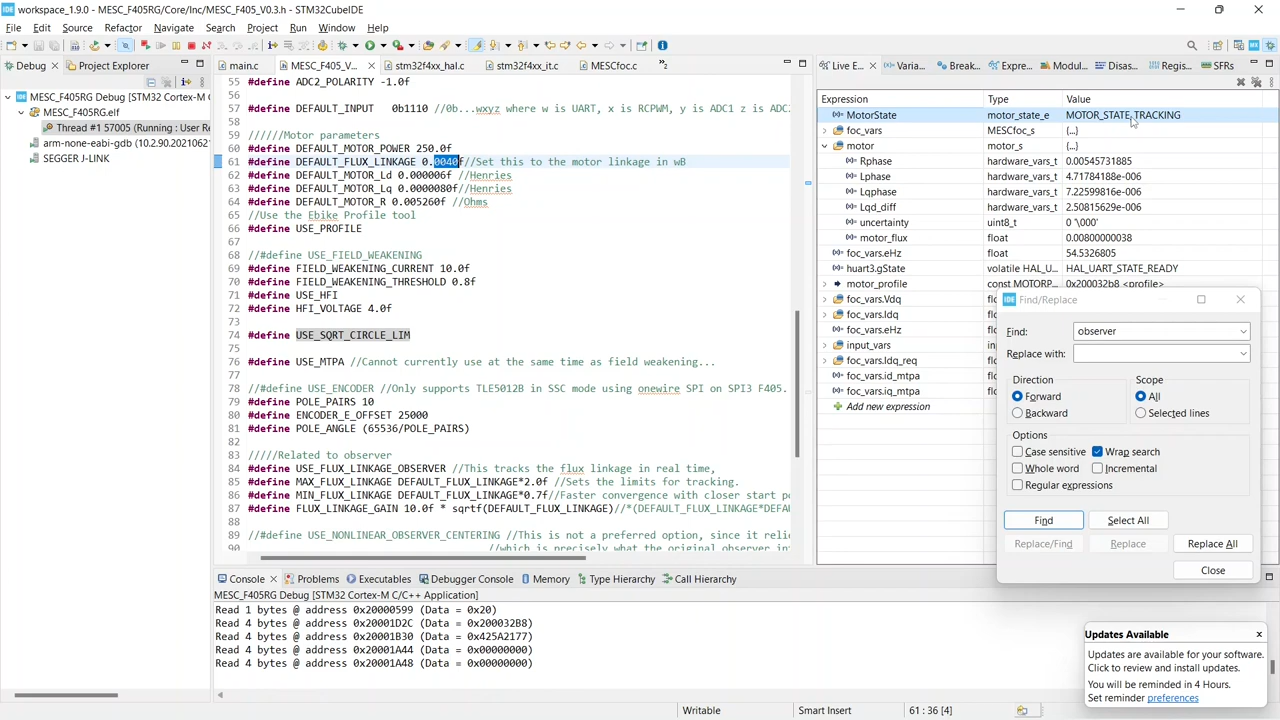 workspace_1.9.0 - MESC_F405RG/Core/Inc/MESC_F405_V0.3.h - STM32CubeIDE
File Edit Source Refactor Navigate Search Project Run Window Help
Debug
Project Explorer
MESC_F405RG Debug [STM32 Cortex-M C/
MESC_F405RG.elf
Thread #1 57005 (Running : User Re
arm-none-eabi-gdb (10.2.90.2021062
SEGGER J-LINK
main.c
MESC_F405_V...
stm32f4xx_hal.c
stm32f4xx_it.c
MESCfoc.c
55 #define ADC2_POLARITY -1.0f
56
57 #define DEFAULT_INPUT 0b1110 //0b...wxyz where w is UART, x is RCPWM, y is ADC1 z is ADC
58
59 //////Motor parameters
60 #define DEFAULT_MOTOR_POWER 250.0f
61 #define DEFAULT_FLUX_LINKAGE 0.0040f//Set this to the motor linkage in wB
62 #define DEFAULT_MOTOR_Ld 0.000006f //Henries
63 #define DEFAULT_MOTOR_Lq 0.0000080f//Henries
64 #define DEFAULT_MOTOR_R 0.005260f //Ohms
65 //Use the Ebike Profile tool
66 #define USE_PROFILE
67
68 //#define USE_FIELD_WEAKENING
69 #define FIELD_WEAKENING_CURRENT 10.0f
70 #define FIELD_WEAKENING_THRESHOLD 0.8f
71 #define USE_HFI
72 #define HFI_VOLTAGE 4.0f
73
74 #define USE_SQRT_CIRCLE_LIM
75
76 #define USE_MTPA //Cannot currently use at the same time as field weakening...
77
78 //#define USE_ENCODER //Only supports TLE5012B in SSC mode using onewire SPI on SPI3 F405.
79 #define POLE_PAIRS 10
80 #define ENCODER_E_OFFSET 25000
81 #define POLE_ANGLE (65536/POLE_PAIRS)
82
83 /////Related to observer
84 #define USE_FLUX_LINKAGE_OBSERVER //This tracks the flux linkage in real time,
85 #define MAX_FLUX_LINKAGE DEFAULT_FLUX_LINKAGE*2.0f //Sets the limits for tracking.
86 #define MIN_FLUX_LINKAGE DEFAULT_FLUX_LINKAGE*0.7f//Faster convergence with closer start po
87 #define FLUX_LINKAGE_GAIN 10.0f * sqrtf(DEFAULT_FLUX_LINKAGE)//*(DEFAULT_FLUX_LINKAGE*DEFAU
88
89 //#define USE_NONLINEAR_OBSERVER_CENTERING //This is not a preferred option, since it relie
90 //which is precisely what the original observer in
Live E...
Varia...
Break...
Expre...
Modul...
Disas...
Regis...
SFRs
Expression Type Value
MotorState motor_state_e MOTOR_STATE_TRACKING
foc_vars MESCfoc_s {...}
motor motor_s {...}
Rphase hardware_vars_t 0.00545731885
Lphase hardware_vars_t 4.71784188e-006
Lqphase hardware_vars_t 7.22599816e-006
Lqd_diff hardware_vars_t 2.50815629e-006
uncertainty uint8_t 0 '\000'
motor_flux float 0.00800000038
foc_vars.eHz float 54.5326805
huart3.gState volatile HAL_U... HAL_UART_STATE_READY
motor_profile const MOTORP... 0x200032b8 <profile>
foc_vars.Vdq
foc_vars.Idq
foc_vars.eHz
input_vars
foc_vars.Idq_req
foc_vars.id_mtpa
foc_vars.iq_mtpa
Add new expression
Find/Replace
Find: observer
Replace with:
Direction Scope
Forward All
Backward Selected lines
Options
Case sensitive Wrap search
Whole word Incremental
Regular expressions
Find Select All
Replace/Find Replace Replace All
Close
Console
Problems
Executables
Debugger Console
Memory
Type Hierarchy
Call Hierarchy
MESC_F405RG Debug [STM32 Cortex-M C/C++ Application]
Read 1 bytes @ address 0x20000599 (Data = 0x20)
Read 4 bytes @ address 0x20001D2C (Data = 0x200032B8)
Read 4 bytes @ address 0x20001B30 (Data = 0x425A2177)
Read 4 bytes @ address 0x20001A44 (Data = 0x00000000)
Read 4 bytes @ address 0x20001A48 (Data = 0x00000000)
Updates Available
Updates are available for your software.
Click to review and install updates.
You will be reminded in 4 Hours.
Set reminder preferences
Writable
Smart Insert
61 : 36 [4]